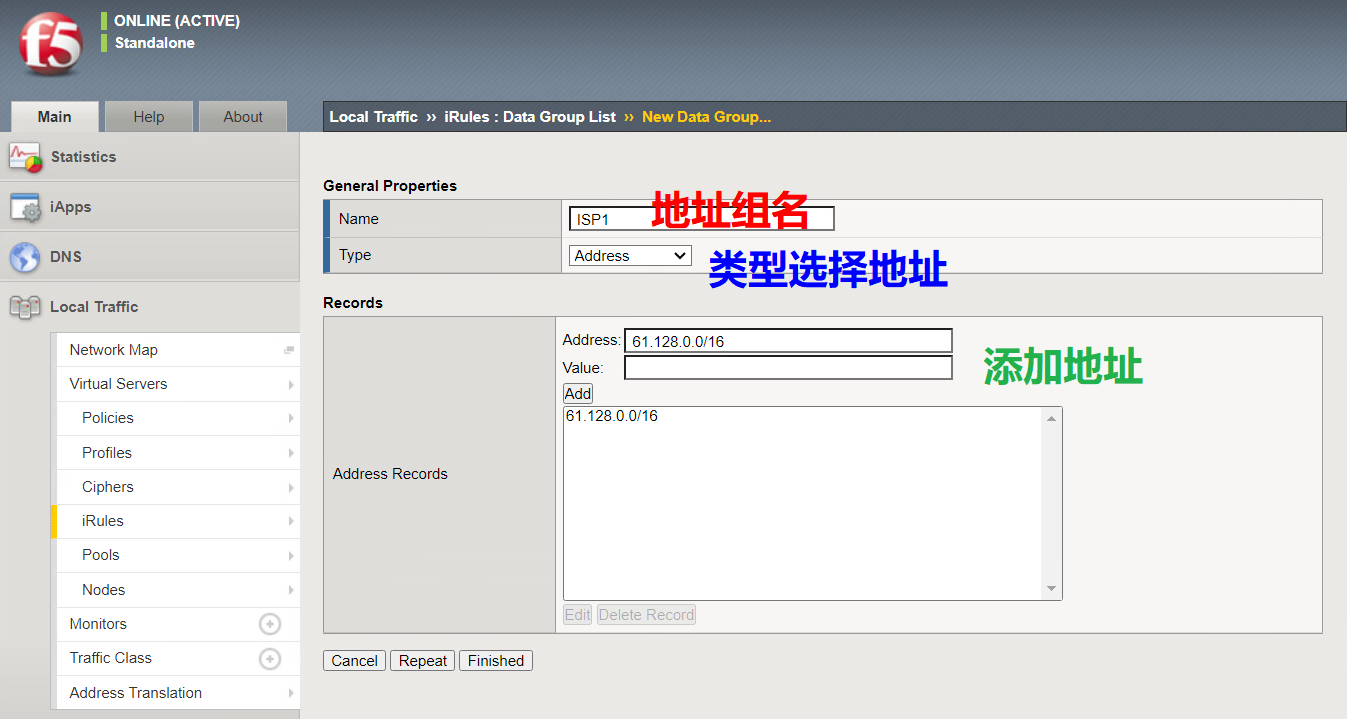 f5
ONLINE (ACTIVE)
Standalone
Main
Help
About
Local Traffic ›› iRules : Data Group List ›› New Data Group...
Statistics
iApps
DNS
Local Traffic
Network Map
Virtual Servers
Policies
Profiles
Ciphers
iRules
Pools
Nodes
Monitors
Traffic Class
Address Translation
General Properties
Name
ISP1
地址组名
Type
Address
类型选择地址
Records
Address Records
Address: 61.128.0.0/16
Value:
添加地址
Add
61.128.0.0/16
Edit Delete Record
Cancel Repeat Finished